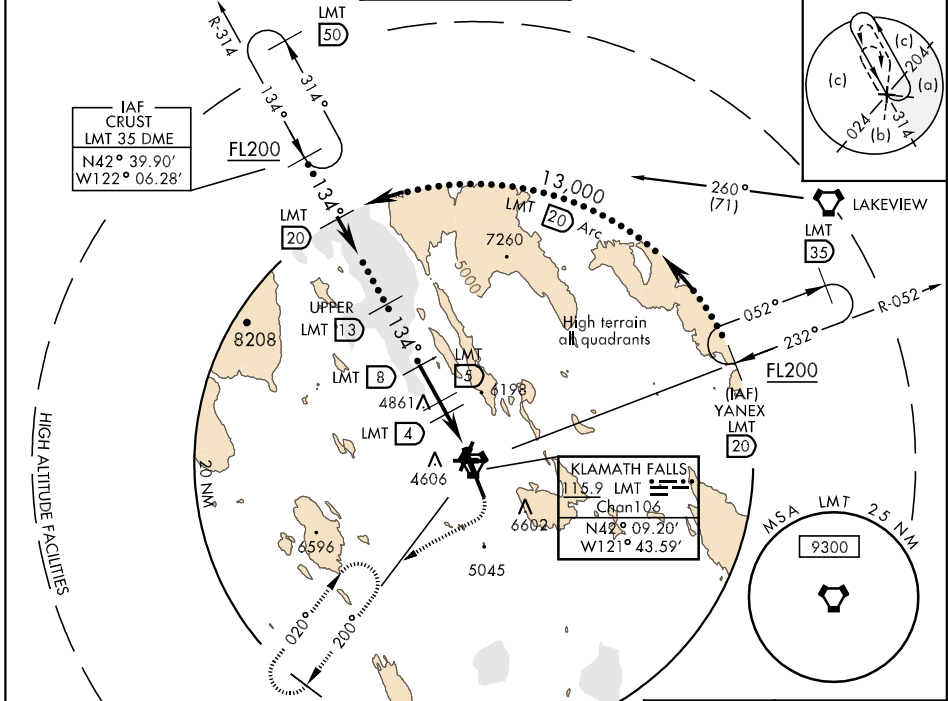 R-314
LMT
50
314°
134°
IAF
CRUST
LMT 35 DME
N42° 39.90'
W122° 06.28'
FL200
134°
LMT
20
13,000
LMT 20 Arc
260°
(71)
LAKEVIEW
LMT
35
7260
5000
052°
R-052
232°
High terrain
all quadrants
FL200
(IAF)
YANEX
LMT
20
UPPER
LMT 13
134°
8208
LMT 8
LMT
5
6198
4861
LMT 4
4606
KLAMATH FALLS
115.9 LMT
Chan 106
N42° 09.20'
W121° 43.59'
6602
5045
6596
020°
200°
20 NM
HIGH ALTITUDE FACILITIES
MSA LMT 25 NM
9300
(c)
(c)
204
(a)
024
314
(b)